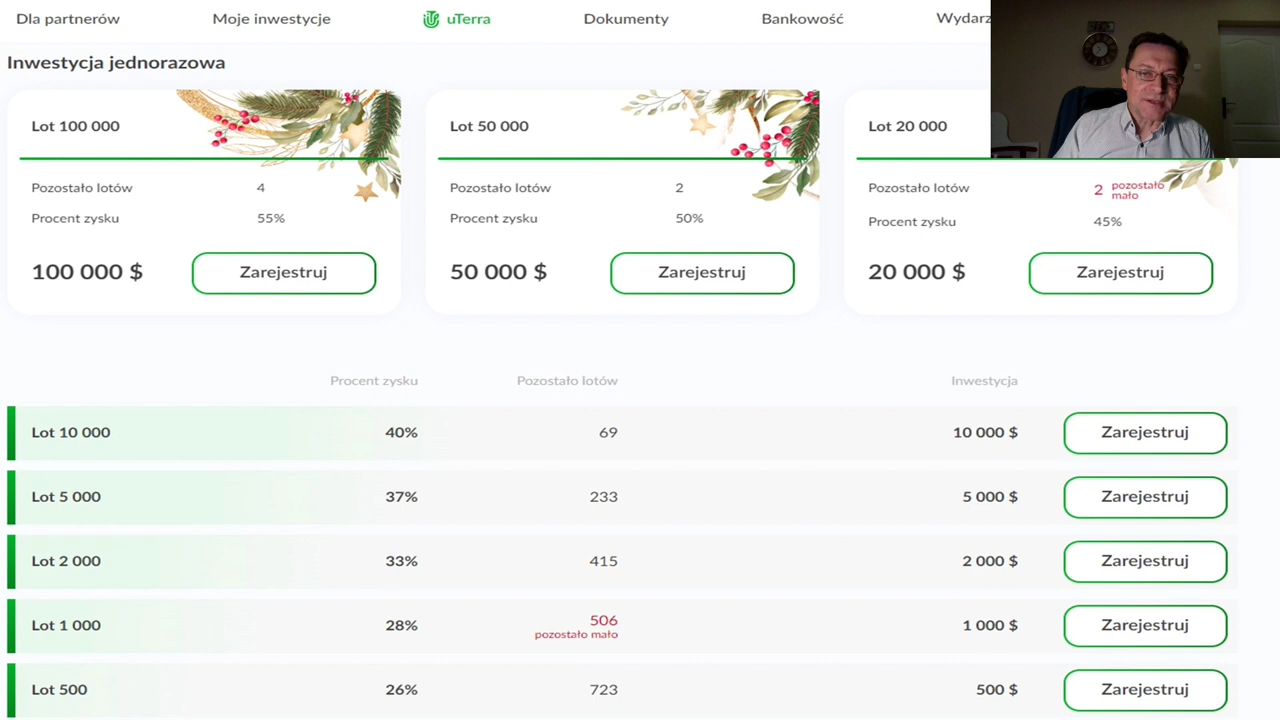 Dla partnerów
Moje inwestycje
uTerra
Dokumenty
Bankowość
Inwestycja jednorazowa
Lot 100 000
Pozostało lotów 4
Procent zysku 55%
100 000 $ Zarejestruj
Lot 50 000
Pozostało lotów 2
Procent zysku 50%
50 000 $ Zarejestruj
Lot 20 000
Pozostało lotów 2 pozostało
mało
Procent zysku 45%
20 000 $ Zarejestruj
Procent zysku Pozostało lotów Inwestycja
Lot 10 000 40% 69 10 000 $ Zarejestruj
Lot 5 000 37% 233 5 000 $ Zarejestruj
Lot 2 000 33% 415 2 000 $ Zarejestruj
Lot 1 000 28% 506 1 000 $ Zarejestruj
pozostało mało
Lot 500 26% 723 500 $ Zarejestruj